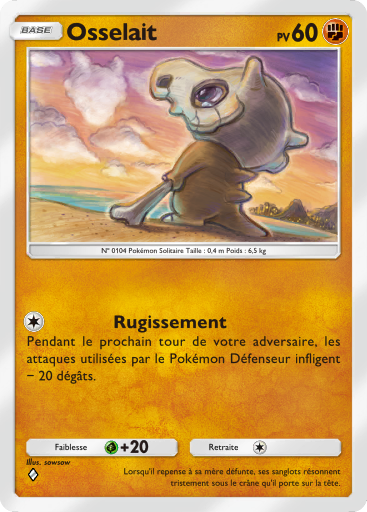 BASE Osselait PV 60
N° 0104 Pokémon Solitaire Taille : 0,4 m Poids : 6,5 kg
Rugissement
Pendant le prochain tour de votre adversaire, les
attaques utilisées par le Pokémon Défenseur infligent
− 20 dégâts.
Faiblesse +20 Retraite
Illus. sowsow
Lorsqu'il repense à sa mère défunte, ses sanglots résonnent
tristement sous le crâne qu'il porte sur la tête.